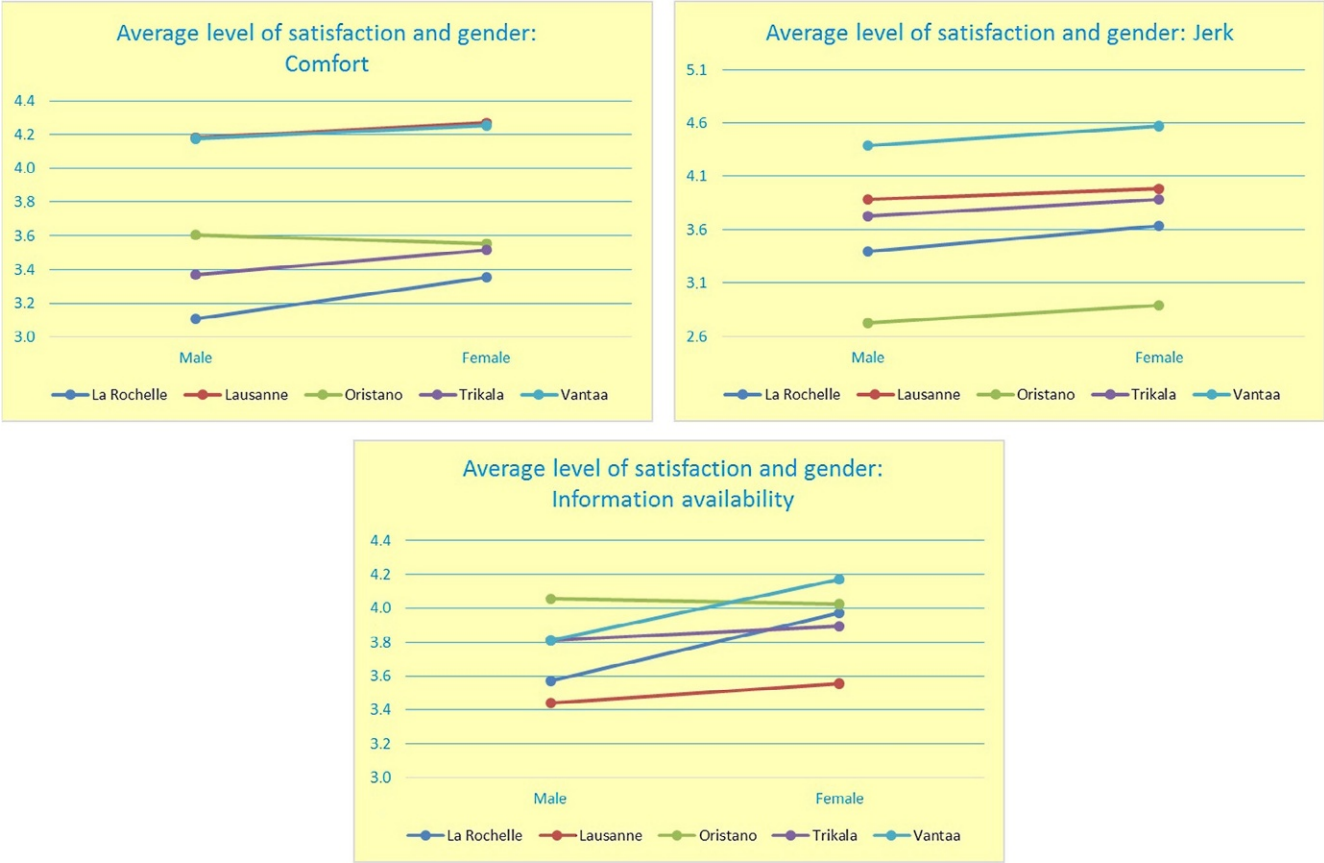 Average level of satisfaction and gender:
Comfort
4.4
4.2
4.0
3.8
3.6
3.4
3.2
3.0
Male Female
La Rochelle Lausanne Oristano Trikala Vantaa
Average level of satisfaction and gender: Jerk
5.1
4.6
4.1
3.6
3.1
2.6
Male Female
La Rochelle Lausanne Oristano Trikala Vantaa
Average level of satisfaction and gender:
Information availability
4.4
4.2
4.0
3.8
3.6
3.4
3.2
3.0
Male Female
La Rochelle Lausanne Oristano Trikala Vantaa